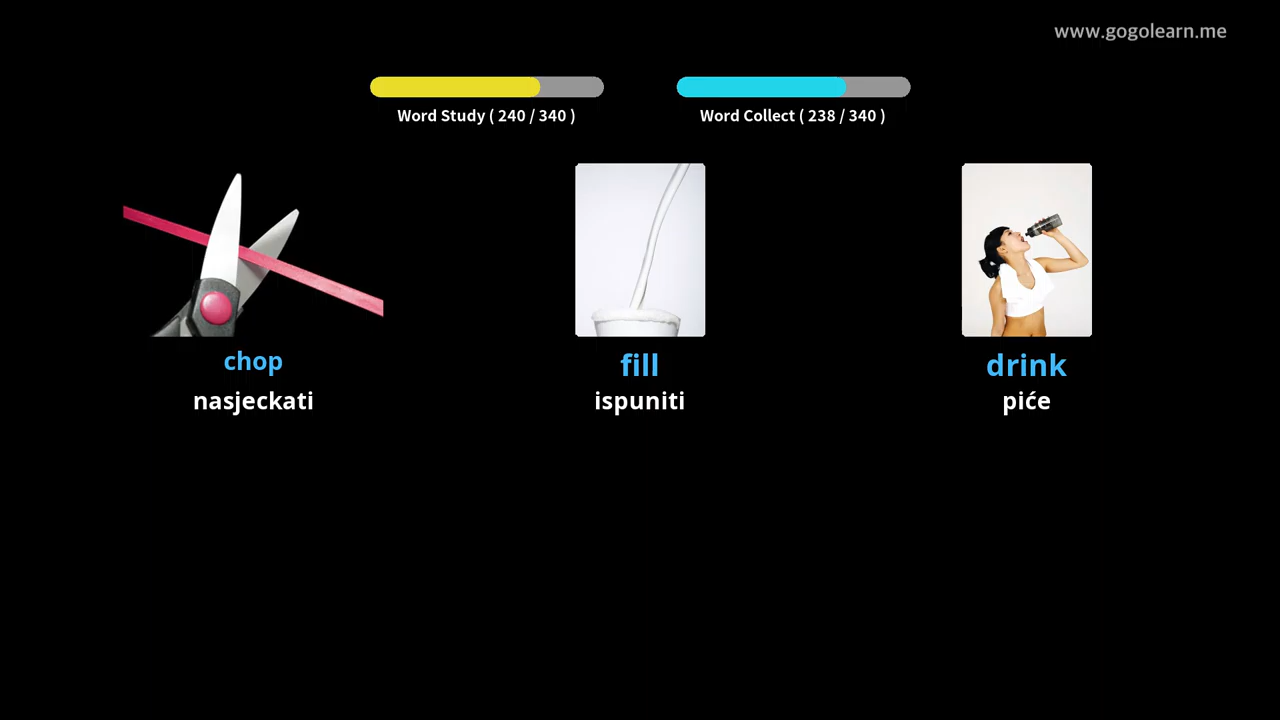 www.gogolearn.me
Word Study ( 240 / 340 )
Word Collect ( 238 / 340 )
chop
nasjeckati
fill
ispuniti
drink
piće